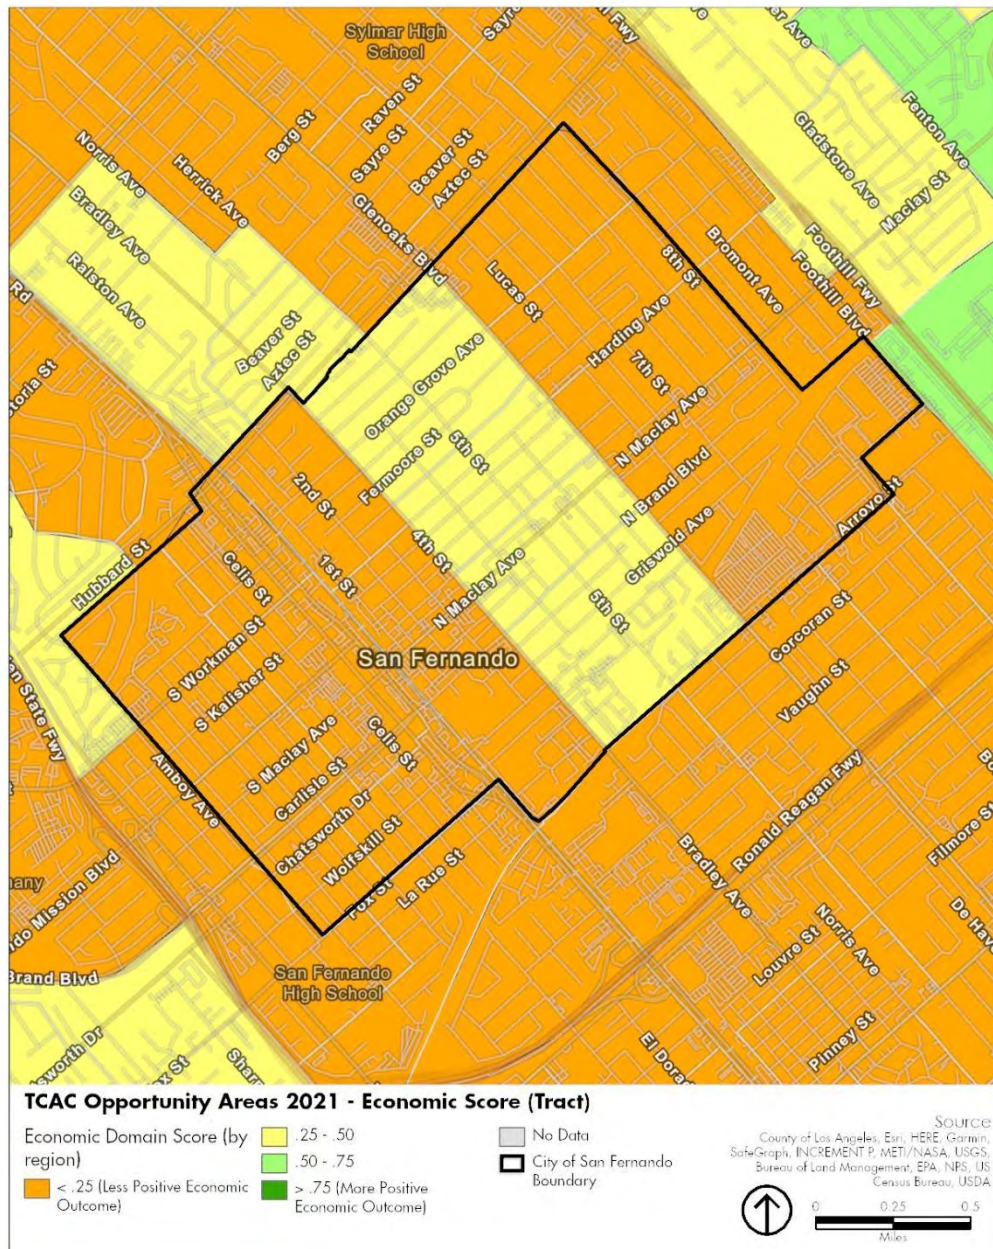 Sylmar High
School
Fenton Ave
Gladstone Ave
Maclay St
Raven St
Berg St
Sayre St
Beaver St
Aztec St
Norris Ave
Herrick Ave
Bradley Ave
Glenoaks Blvd
Ralston Ave
Foothill Fwy
Foothill Blvd
Bromont Ave
8th St
Lucas St
Harding Ave
Beaver St
Aztec St
Orange Grove Ave
7th St
N Maclay Ave
Fermoore St
5th St
N Brand Blvd
2nd St
Griswold Ave
Arroyo St
4th St
1st St
Hubbard St
Cells St
N Maclay Ave
5th St
Corcoran St
S Workman St
San Fernando
Vaughn St
S Kalisher St
Cells St
S Maclay Ave
Amboy Ave
Carlisle St
Ronald Reagan Fwy
Chatsworth Dr
Wolfskill St
Bradley Ave
Filmore St
La Rue St
Fox St
Norris Ave
Louvre St
Brand Blvd
San Fernando
High School
Pinney St
TCAC Opportunity Areas 2021 - Economic Score (Tract)
Economic Domain Score (by
region)
< .25 (Less Positive Economic
Outcome)
.25 - .50
.50 - .75
> .75 (More Positive
Economic Outcome)
No Data
City of San Fernando
Boundary
Source
County of Los Angeles, Esri, HERE, Garmin,
SafeGraph, INCREMENT P, METI/NASA, USGS,
Bureau of Land Management, EPA, NPS, US
Census Bureau, USDA
0 0.25 0.5
Miles